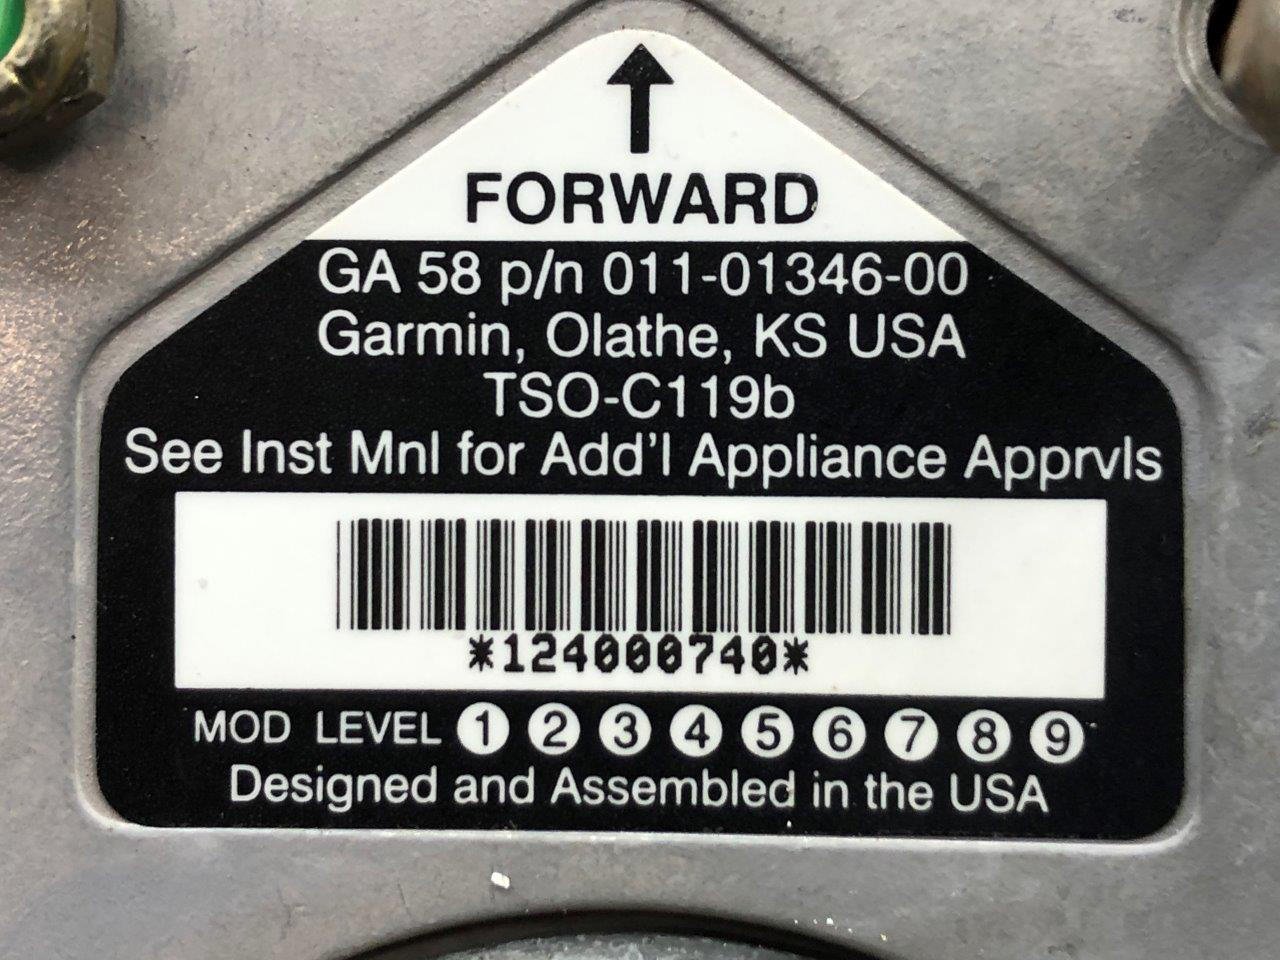 FORWARD
GA 58 p/n 011-01346-00
Garmin, Olathe, KS USA
TSO-C119b
See Inst Mnl for Add'l Appliance Apprvls
*124000740*
MOD LEVEL 1 2 3 4 5 6 7 8 9
Designed and Assembled in the USA